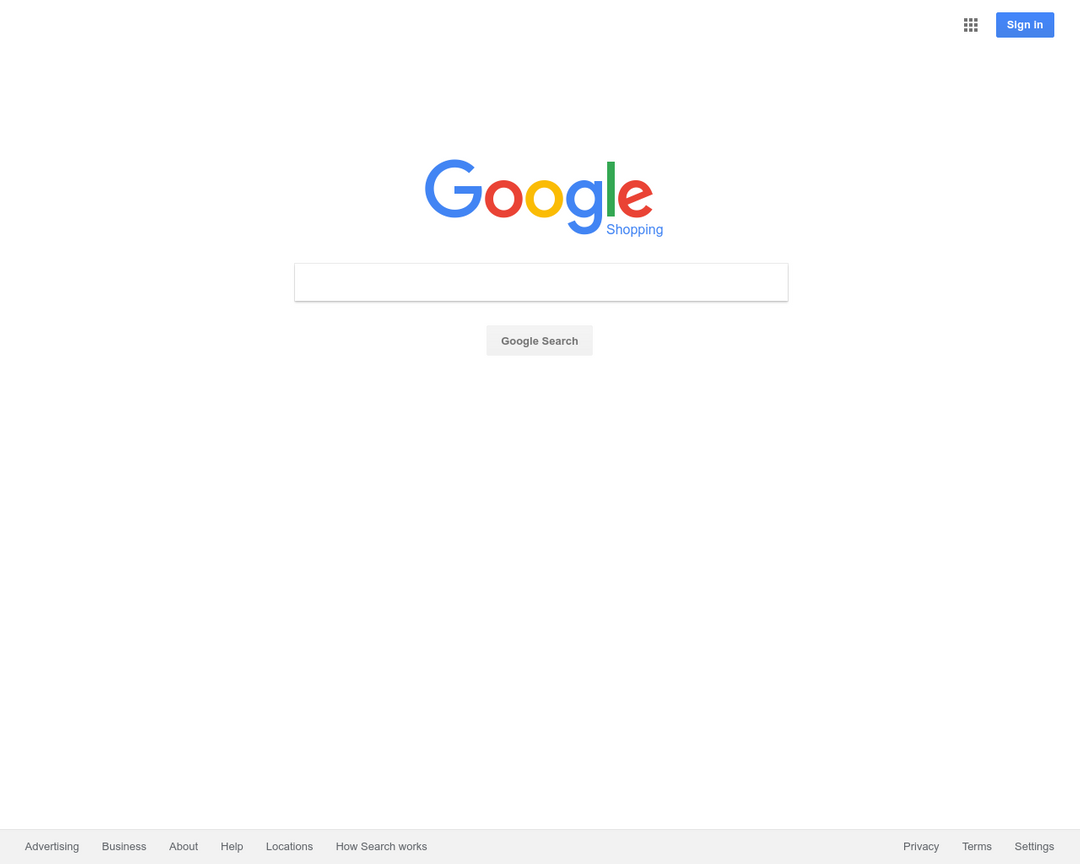 Sign in
Google
Shopping
Google Search
Advertising Business About Help Locations How Search works Privacy Terms Settings